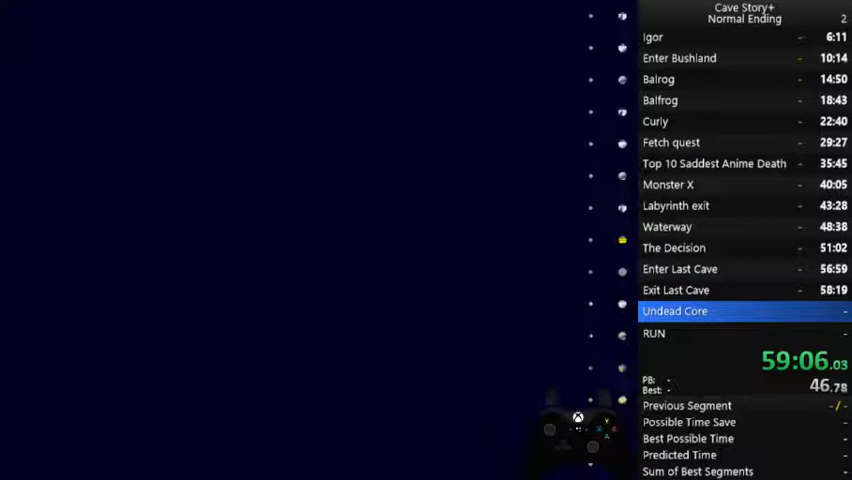 Cave Story+
Normal Ending 2
Igor - 6:11
Enter Bushland - 10:14
Balrog - 14:50
Balfrog - 18:43
Curly - 22:40
Fetch quest - 29:27
Top 10 Saddest Anime Death - 35:45
Monster X - 40:05
Labyrinth exit - 43:28
Waterway - 48:38
The Decision - 51:02
Enter Last Cave - 56:59
Exit Last Cave - 58:19
Undead Core -
RUN -
59:06.03
PB: - 46.78
Best: -
Previous Segment - / -
Possible Time Save -
Best Possible Time -
Predicted Time -
Sum of Best Segments -